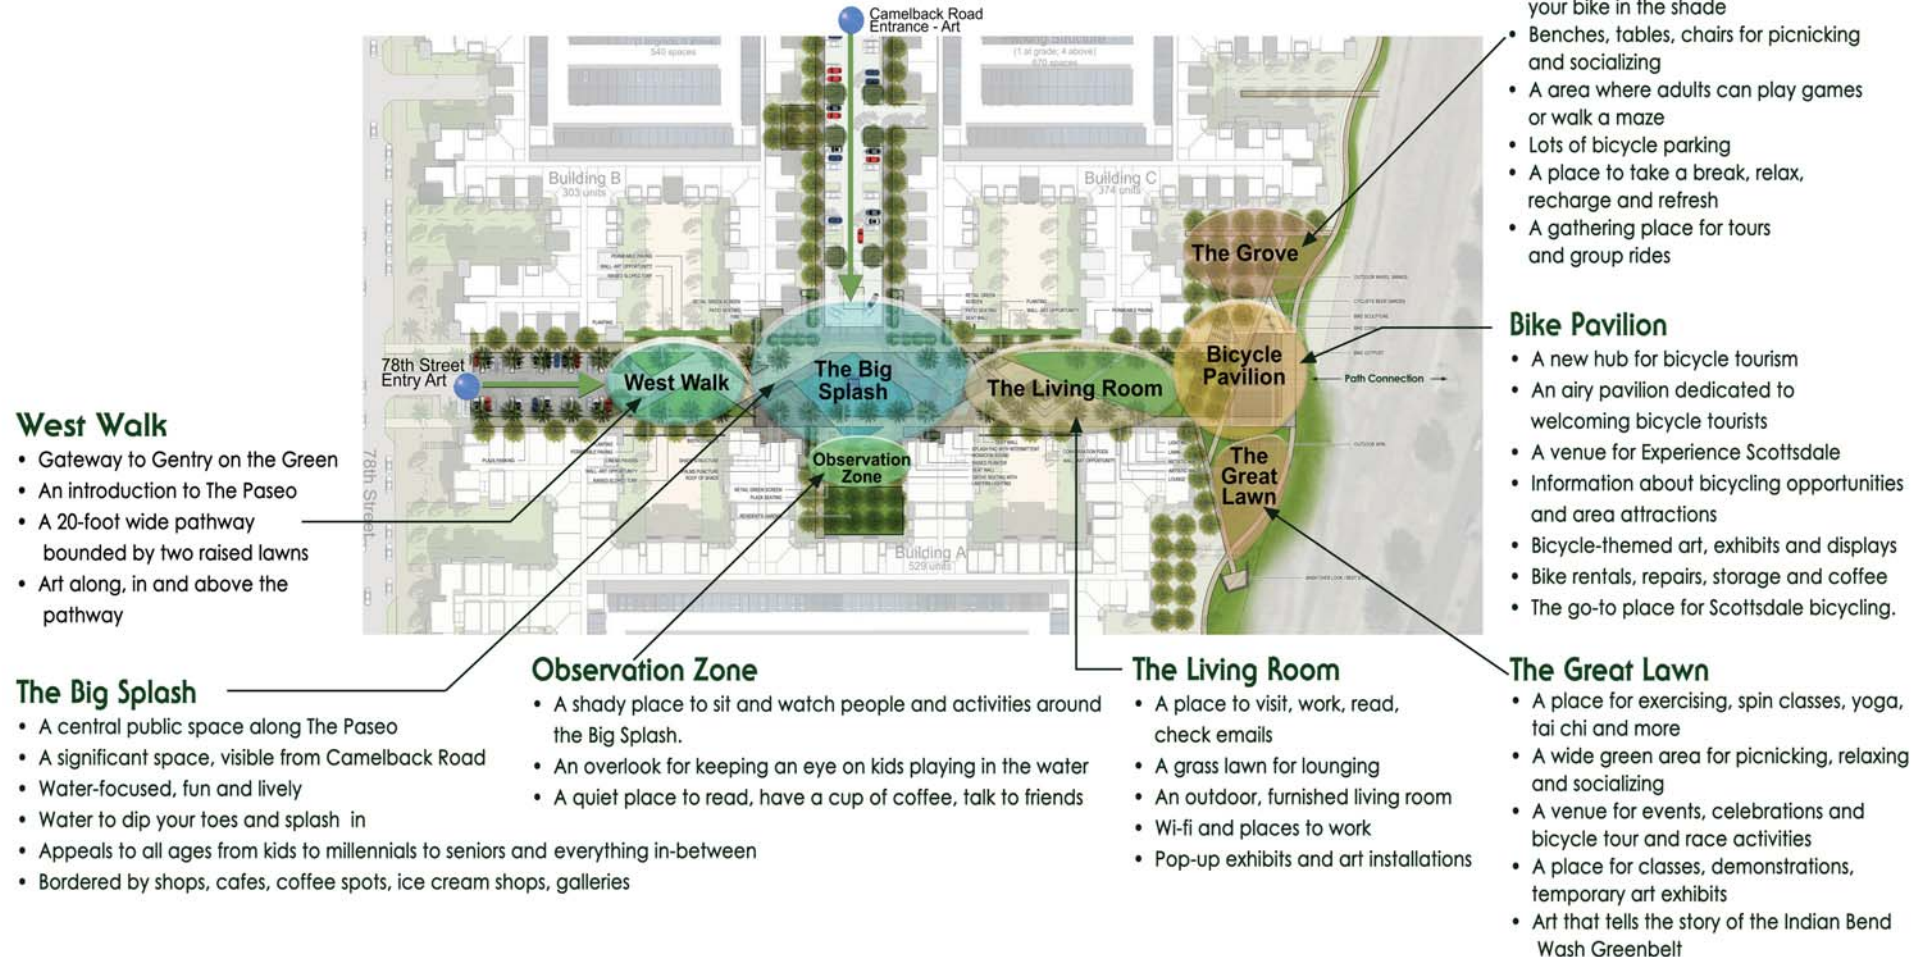 Camelback Road
Entrance - Art
540 spaces
(1 at grade; 4 above)
670 spaces
Building B
303 units
Building C
374 units
The Grove
78th Street
Entry Art
West Walk
The Big
Splash
The Living Room
Bicycle
Pavilion
Path Connection
Observation
Zone
The
Great
Lawn
78th Street
Building A
529 units
your bike in the shade
• Benches, tables, chairs for picnicking
and socializing
• A area where adults can play games
or walk a maze
• Lots of bicycle parking
• A place to take a break, relax,
recharge and refresh
• A gathering place for tours
and group rides
Bike Pavilion
• A new hub for bicycle tourism
• An airy pavilion dedicated to
welcoming bicycle tourists
• A venue for Experience Scottsdale
• Information about bicycling opportunities
and area attractions
• Bicycle-themed art, exhibits and displays
• Bike rentals, repairs, storage and coffee
• The go-to place for Scottsdale bicycling.
West Walk
• Gateway to Gentry on the Green
• An introduction to The Paseo
• A 20-foot wide pathway
bounded by two raised lawns
• Art along, in and above the
pathway
The Big Splash
• A central public space along The Paseo
• A significant space, visible from Camelback Road
• Water-focused, fun and lively
• Water to dip your toes and splash in
• Appeals to all ages from kids to millennials to seniors and everything in-between
• Bordered by shops, cafes, coffee spots, ice cream shops, galleries
Observation Zone
• A shady place to sit and watch people and activities around
the Big Splash.
• An overlook for keeping an eye on kids playing in the water
• A quiet place to read, have a cup of coffee, talk to friends
The Living Room
• A place to visit, work, read,
check emails
• A grass lawn for lounging
• An outdoor, furnished living room
• Wi-fi and places to work
• Pop-up exhibits and art installations
The Great Lawn
• A place for exercising, spin classes, yoga,
tai chi and more
• A wide green area for picnicking, relaxing
and socializing
• A venue for events, celebrations and
bicycle tour and race activities
• A place for classes, demonstrations,
temporary art exhibits
• Art that tells the story of the Indian Bend
Wash Greenbelt